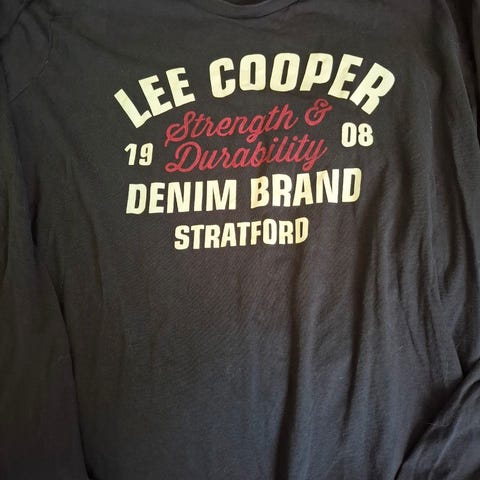 LEE COOPER
Strength &
19 Durability 08
DENIM BRAND
STRATFORD